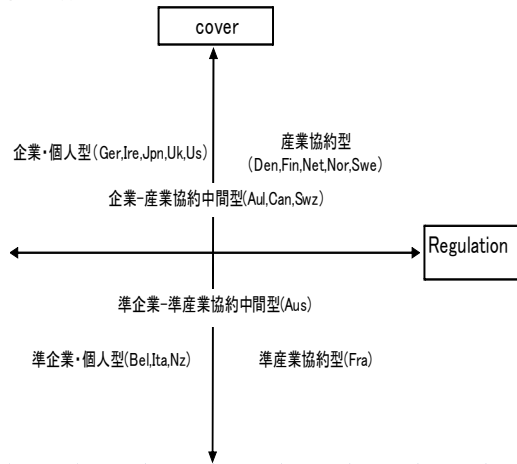 cover
企業・個人型(Ger,Ire,Jpn,Uk,Us)
産業協約型
(Den,Fin,Net,Nor,Swe)
企業-産業協約中間型(Aul,Can,Swz)
Regulation
準企業-準産業協約中間型(Aus)
準企業・個人型(Bel,Ita,Nz)
準産業協約型(Fra)